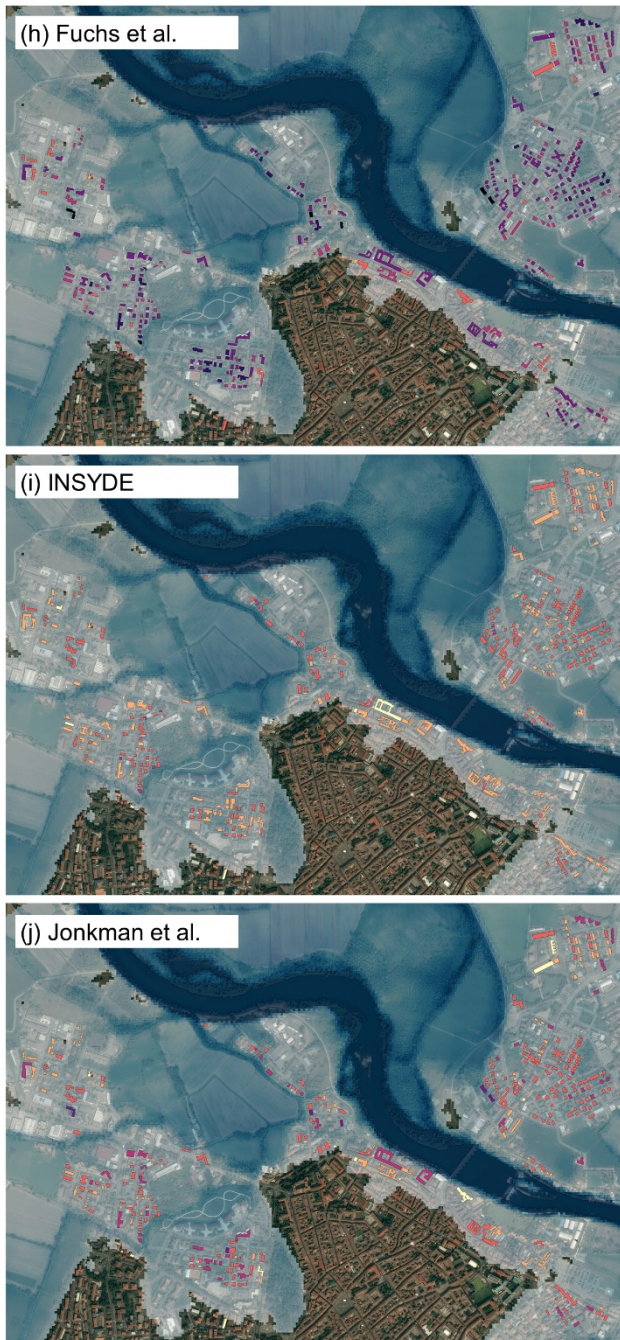 (h) Fuchs et al.
(i) INSYDE
(j) Jonkman et al.